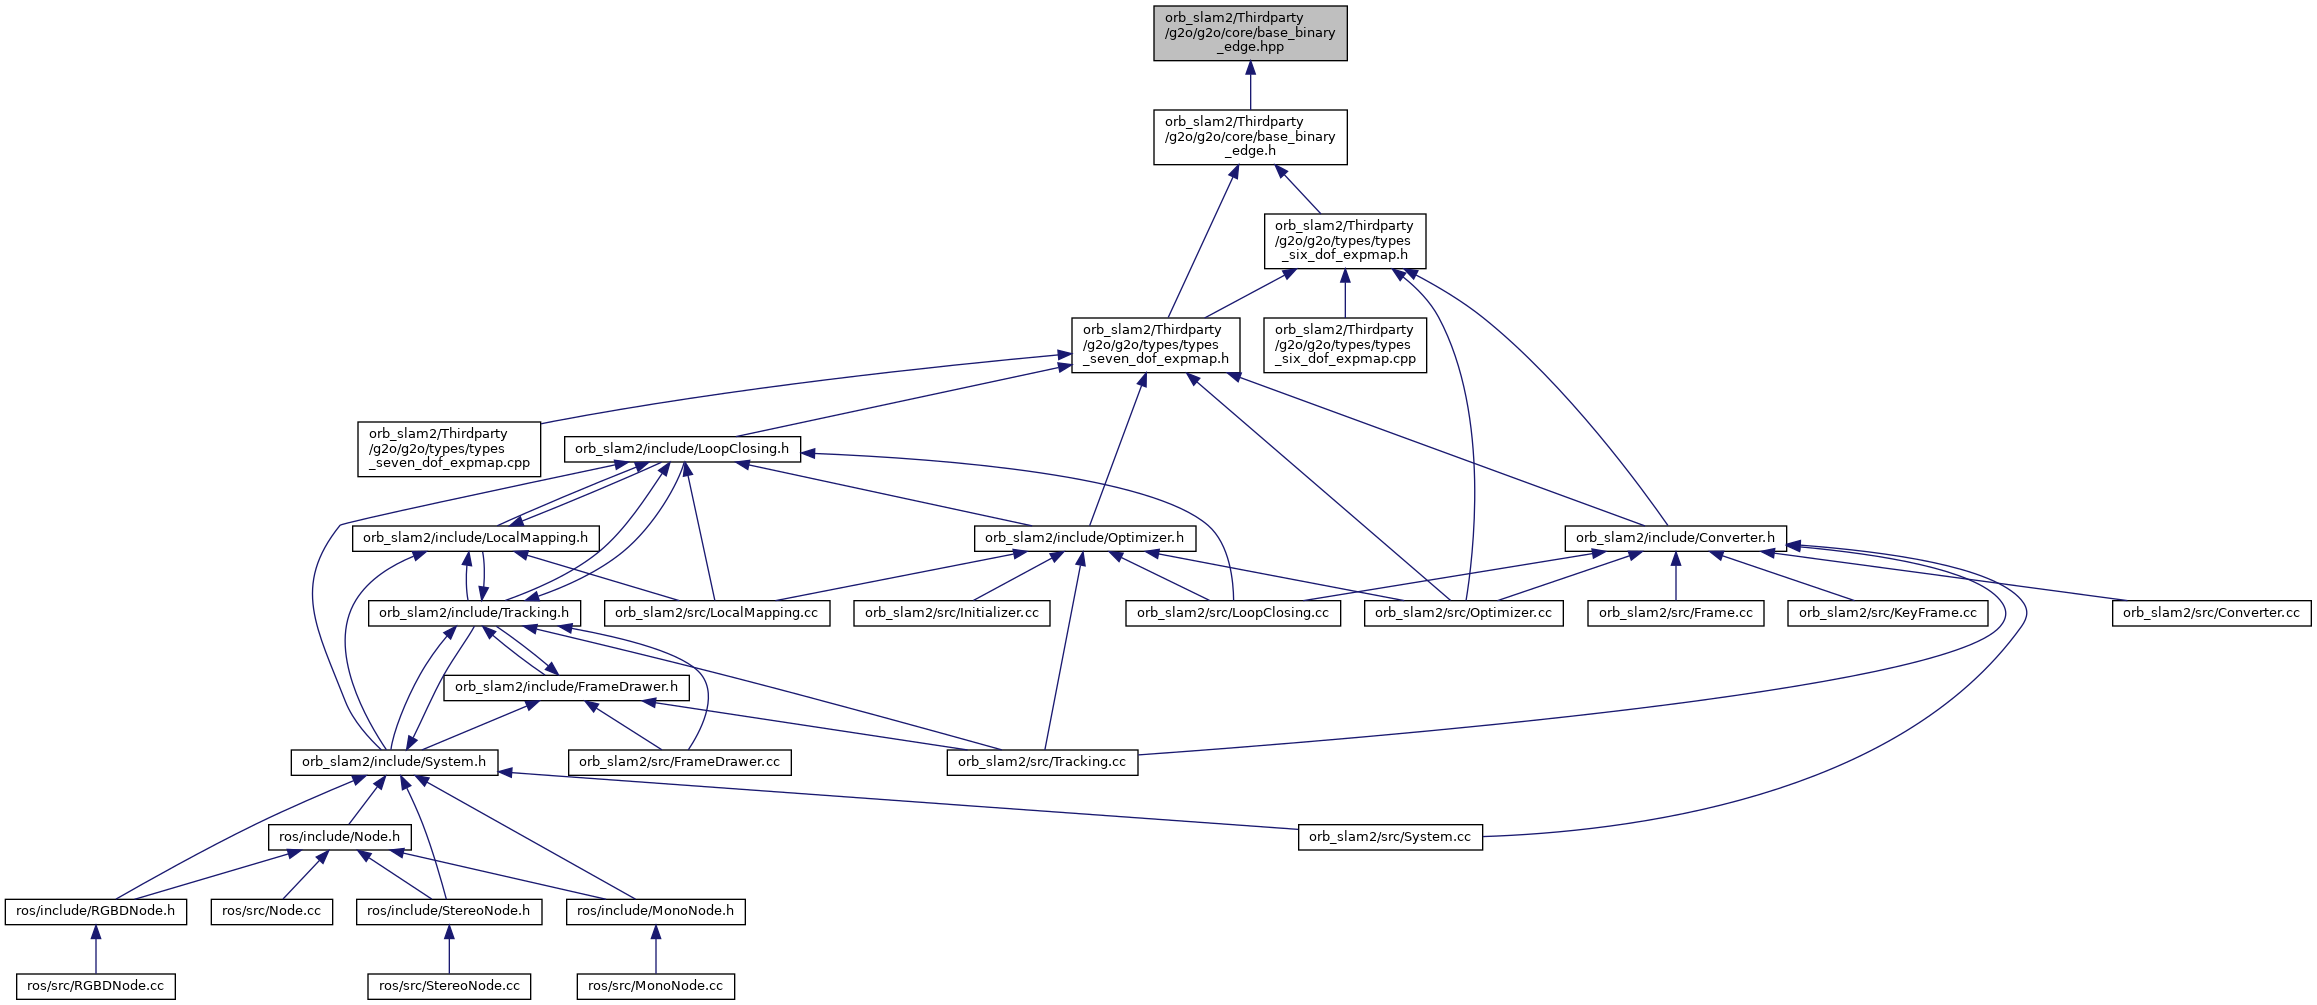 orb_slam2/Thirdparty
/g2o/g2o/core/base_binary
_edge.hpp
orb_slam2/Thirdparty
/g2o/g2o/core/base_binary
_edge.h
orb_slam2/Thirdparty
/g2o/g2o/types/types
_six_dof_expmap.h
orb_slam2/Thirdparty
/g2o/g2o/types/types
_seven_dof_expmap.h
orb_slam2/Thirdparty
/g2o/g2o/types/types
_six_dof_expmap.cpp
orb_slam2/Thirdparty
/g2o/g2o/types/types
_seven_dof_expmap.cpp
orb_slam2/include/LoopClosing.h
orb_slam2/include/LocalMapping.h
orb_slam2/include/Optimizer.h
orb_slam2/include/Converter.h
orb_slam2/include/Tracking.h
orb_slam2/src/LocalMapping.cc
orb_slam2/src/Initializer.cc
orb_slam2/src/LoopClosing.cc
orb_slam2/src/Optimizer.cc
orb_slam2/src/Frame.cc
orb_slam2/src/KeyFrame.cc
orb_slam2/src/Converter.cc
orb_slam2/include/FrameDrawer.h
orb_slam2/include/System.h
orb_slam2/src/FrameDrawer.cc
orb_slam2/src/Tracking.cc
ros/include/Node.h
orb_slam2/src/System.cc
ros/include/RGBDNode.h
ros/src/Node.cc
ros/include/StereoNode.h
ros/include/MonoNode.h
ros/src/RGBDNode.cc
ros/src/StereoNode.cc
ros/src/MonoNode.cc